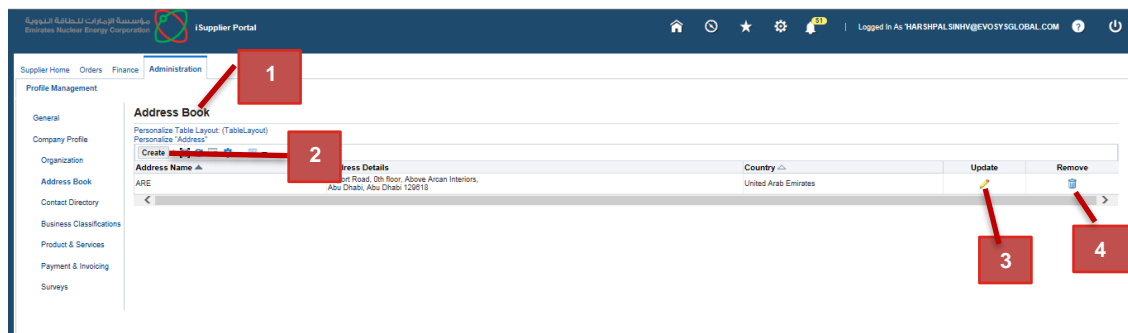 مؤسسة الإمارات للطاقة النووية
Emirates Nuclear Energy Corporation
iSupplier Portal
51
Logged In As 'HARSHPALSINHV@EVOSYSGLOBAL.COM
?
Supplier Home Orders Finance Administration
1
Profile Management
General
Company Profile
Organization
Address Book
Contact Directory
Business Classifications
Product & Services
Payment & Invoicing
Surveys
Address Book
Personalize Table Layout: (TableLayout)
Personalize "Address"
Create
2
Address Name Details Country Update Remove
ARE Road, 0th floor, Above Arcan Interiors, United Arab Emirates
Abu Dhabi, Abu Dhabi 129618
3
4